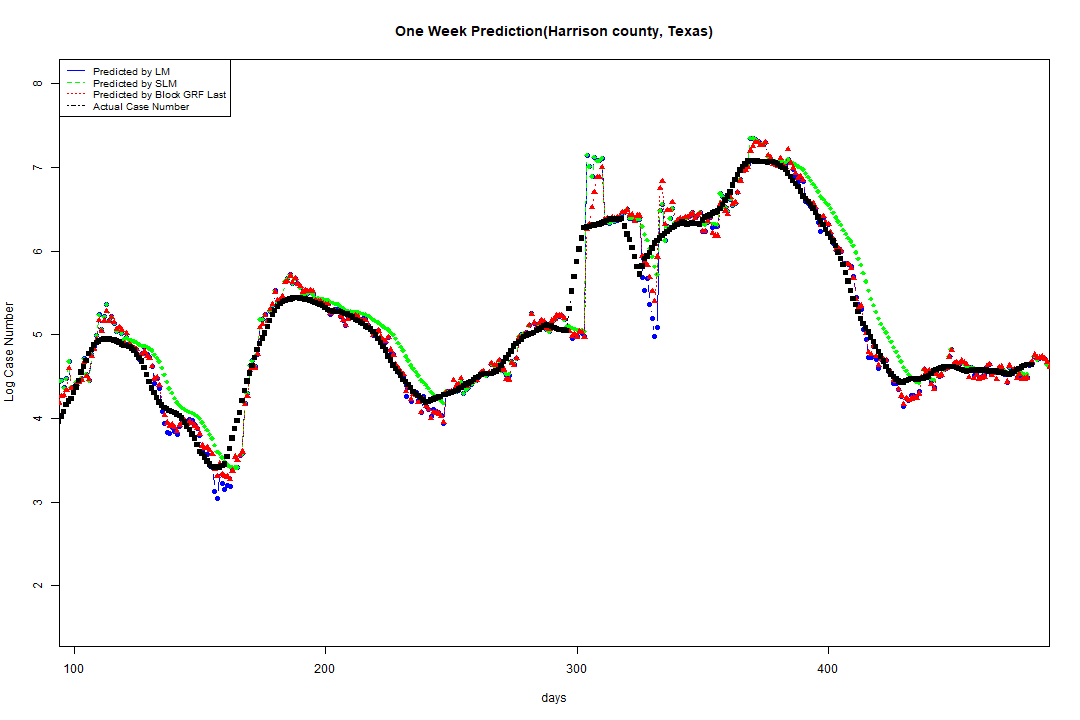 One Week Prediction(Harrison county, Texas)
Predicted by LM
Predicted by SLM
Predicted by Block GRF Last
Actual Case Number
8
7
6
5
4
3
2
Log Case Number
100 200 300 400
days